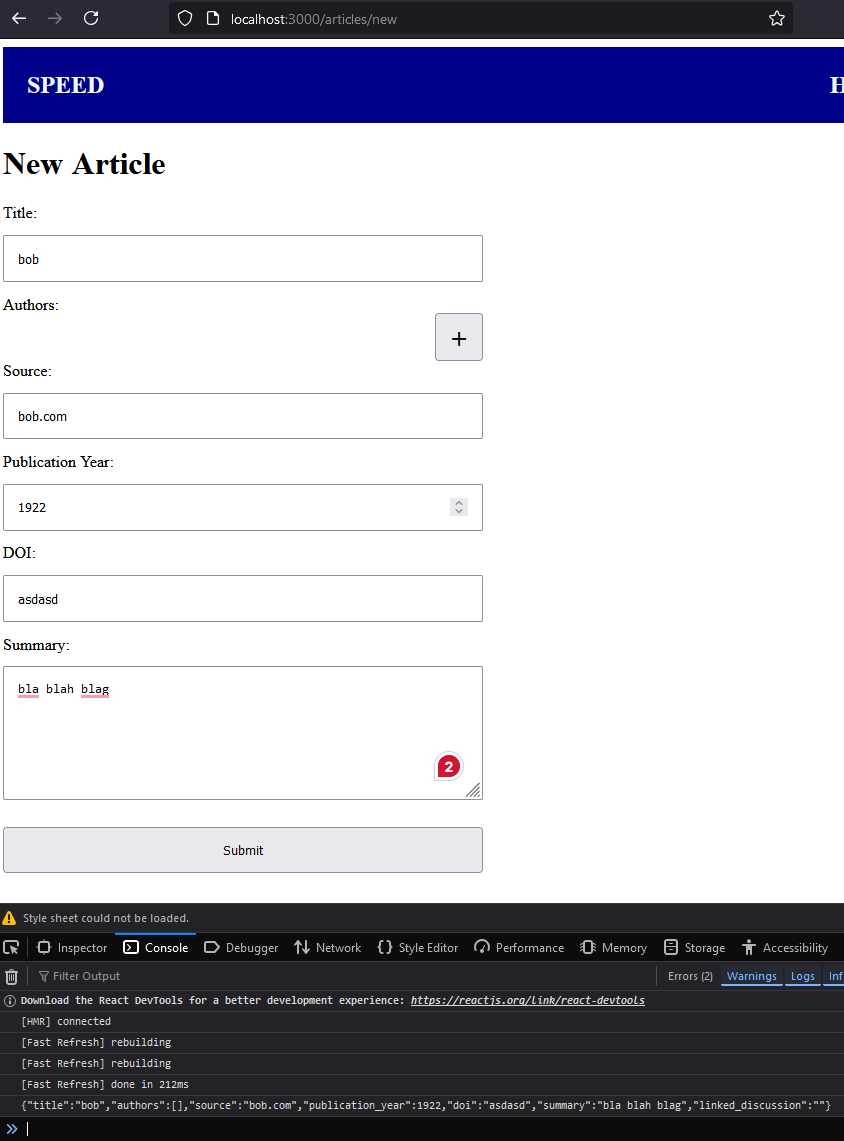 localhost:3000/articles/new
SPEED H
New Article
Title:
bob
Authors:
+
Source:
bob.com
Publication Year:
1922
DOI:
asdasd
Summary:
bla blah blag
2
Submit
Style sheet could not be loaded.
Inspector Console Debugger Network Style Editor Performance Memory Storage Accessibility
Filter Output Errors (2) Warnings Logs Inf
Download the React DevTools for a better development experience: https://reactjs.org/link/react-devtools
[HMR] connected
[Fast Refresh] rebuilding
[Fast Refresh] rebuilding
[Fast Refresh] done in 212ms
{"title":"bob","authors":[],"source":"bob.com","publication_year":1922,"doi":"asdasd","summary":"bla blah blag","linked_discussion":""}